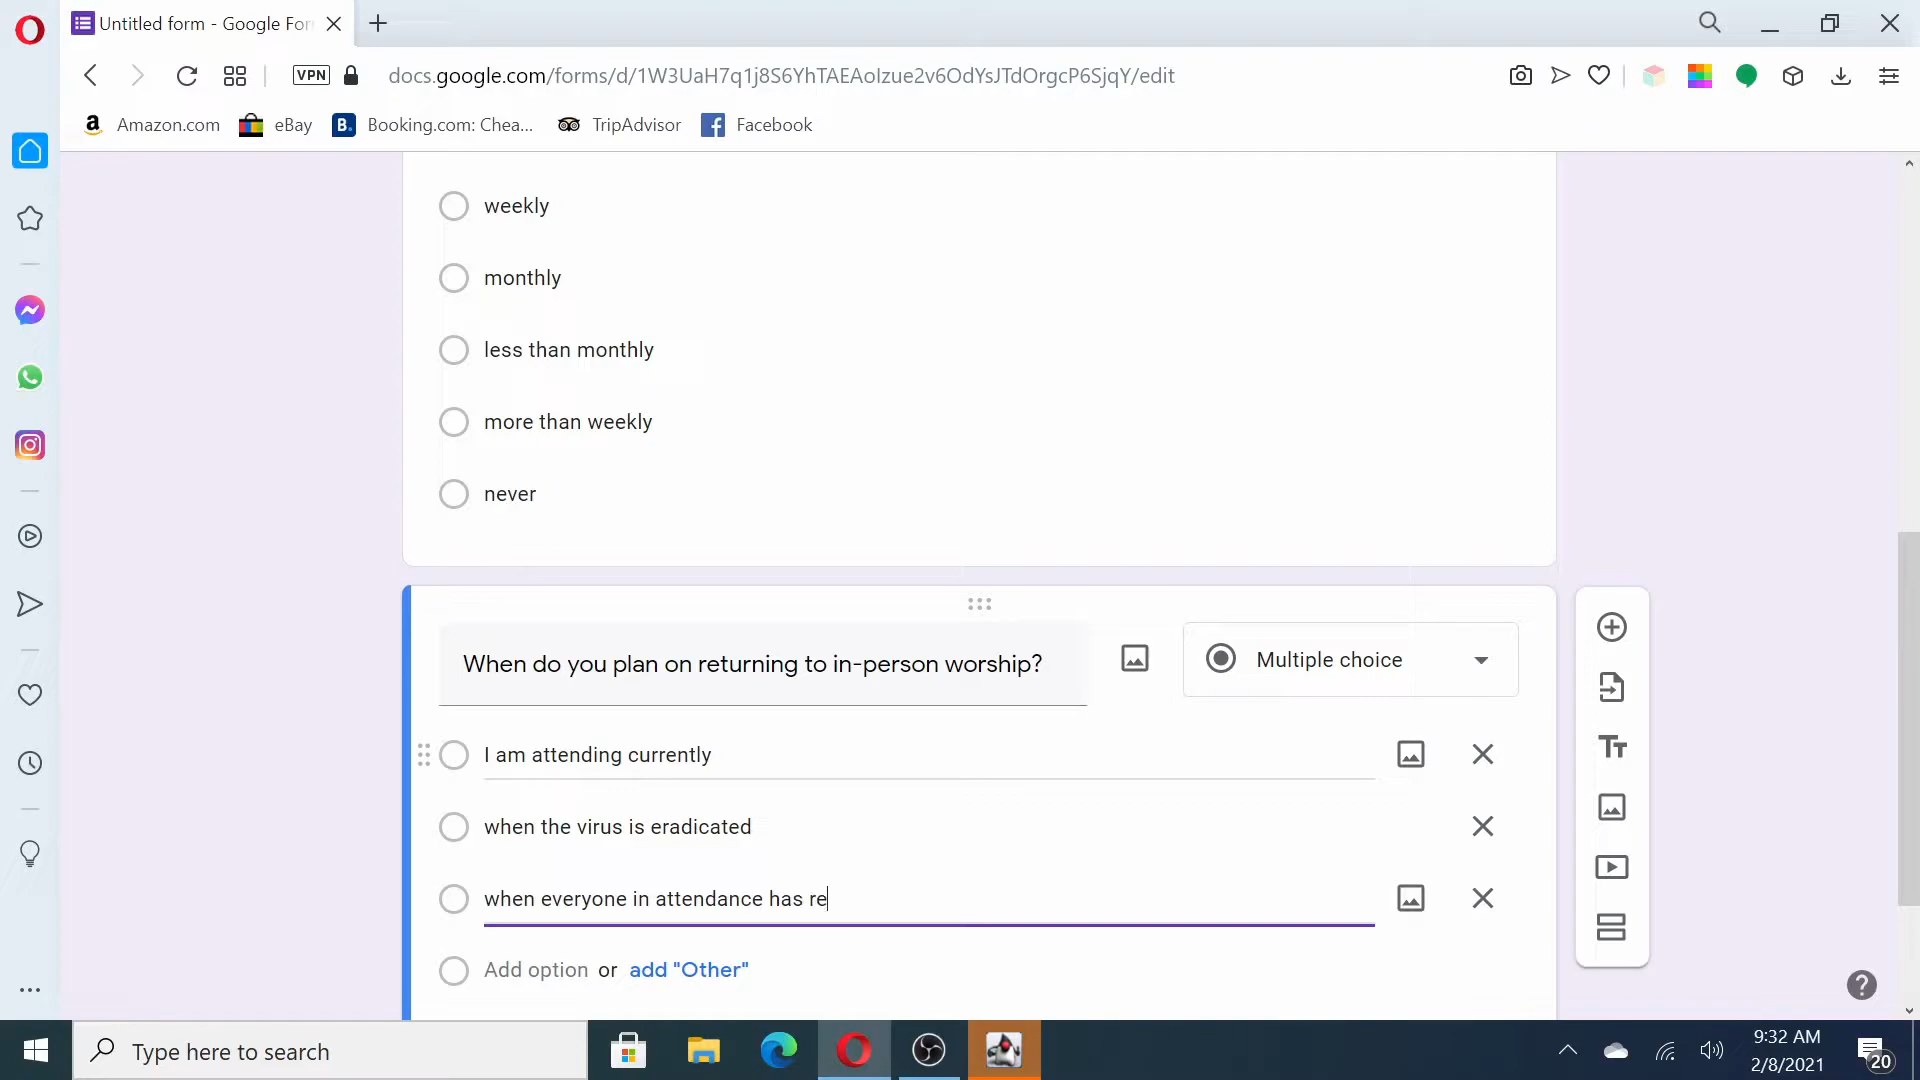 Untitled form - Google For
VPN
docs.google.com/forms/d/1W3UaH7q1j8S6YhTAEAoIzue2v6OdYsJTdOrgcP6SjqY/edit
a Amazon.com eBay B. Booking.com: Chea... TripAdvisor Facebook
weekly
monthly
less than monthly
more than weekly
never
When do you plan on returning to in-person worship?
Multiple choice
I am attending currently
when the virus is eradicated
when everyone in attendance has re
Add option or add "Other"
Type here to search
9:32 AM
2/8/2021
20